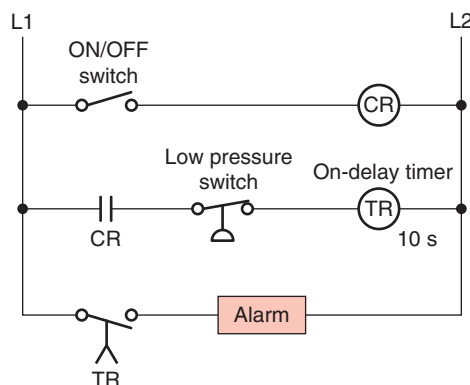 L1
L2
ON/OFF
switch
CR
Low pressure
switch
On-delay timer
TR
CR
10 s
Alarm
TR